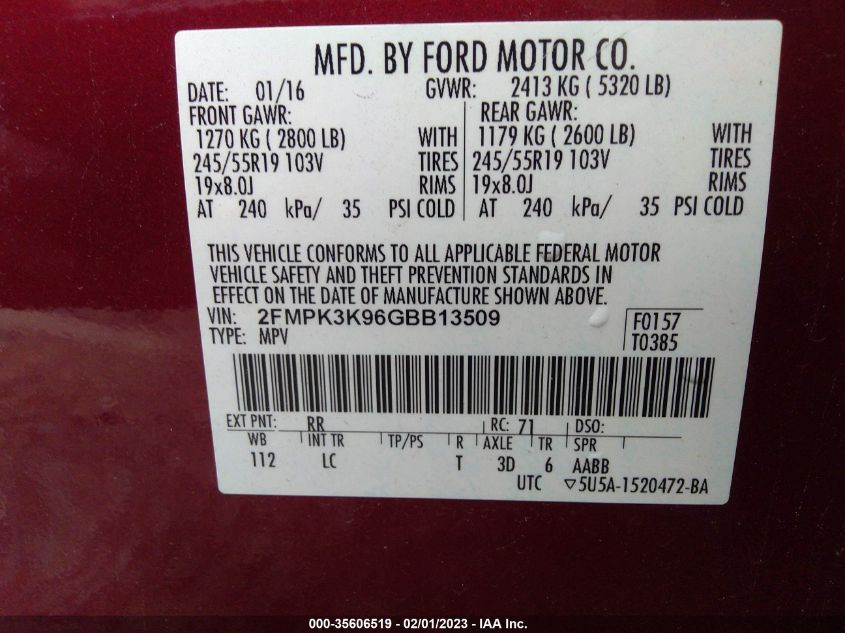 MFD. BY FORD MOTOR CO.
DATE: 01/16 GVWR: 2413 KG ( 5320 LB)
FRONT GAWR: REAR GAWR:
1270 KG ( 2800 LB) WITH 1179 KG ( 2600 LB) WITH
245/55R19 103V TIRES 245/55R19 103V TIRES
19x8.0J RIMS 19x8.0J RIMS
AT 240 kPa/ 35 PSI COLD AT 240 kPa/ 35 PSI COLD
THIS VEHICLE CONFORMS TO ALL APPLICABLE FEDERAL MOTOR
VEHICLE SAFETY AND THEFT PREVENTION STANDARDS IN
EFFECT ON THE DATE OF MANUFACTURE SHOWN ABOVE.
VIN: 2FMPK3K96GBB13509 F0157
TYPE: MPV T0385
EXT PNT: RR RC: 71 DSO:
WB INT TR TP/PS R AXLE TR SPR
112 LC T 3D 6 AABB
UTC ▽5U5A-1520472-BA
000-35606519 - 02/01/2023 - IAA Inc.